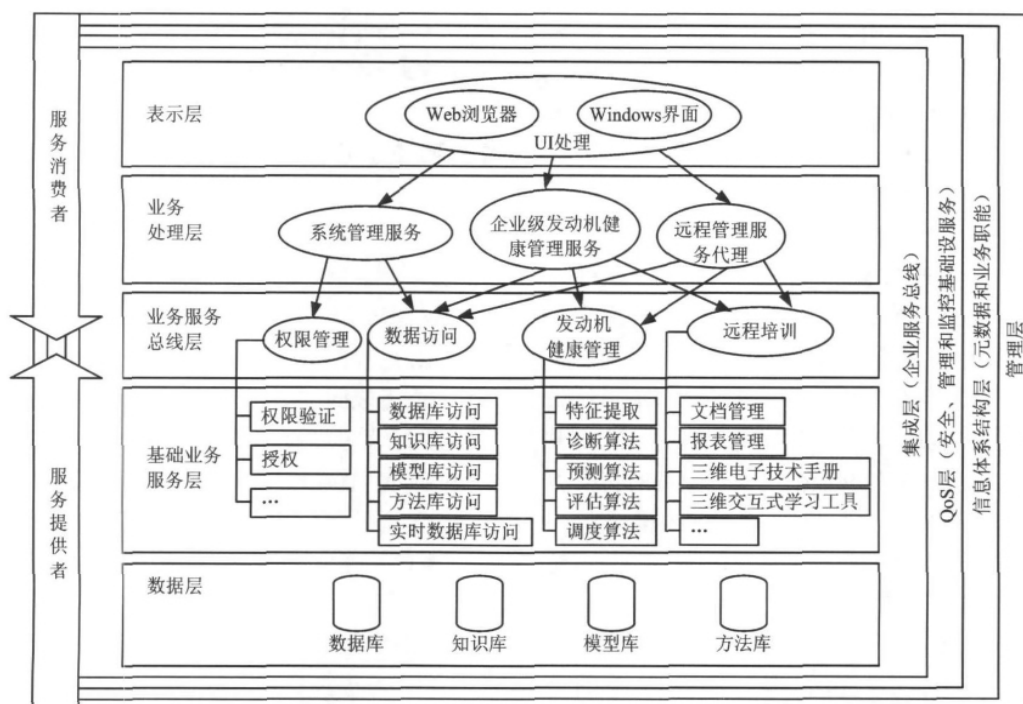 服务消费者
服务提供者
表示层
Web浏览器
Windows界面
UI处理
业务
处理层
系统管理服务
企业级发动机健
康管理服务
远程管理服
务代理
业务服务
总线层
权限管理
数据访问
发动机
健康管理
远程培训
基础业务
服务层
权限验证
授权
…
数据库访问
知识库访问
模型库访问
方法库访问
实时数据库访问
特征提取
诊断算法
预测算法
评估算法
调度算法
文档管理
报表管理
三维电子技术手册
三维交互式学习工具
…
数据层
数据库
知识库
模型库
方法库
集成层（企业服务总线）
QoS层（安全、管理和监控基础设服务）
信息体系结构层（元数据和业务职能）
管理层